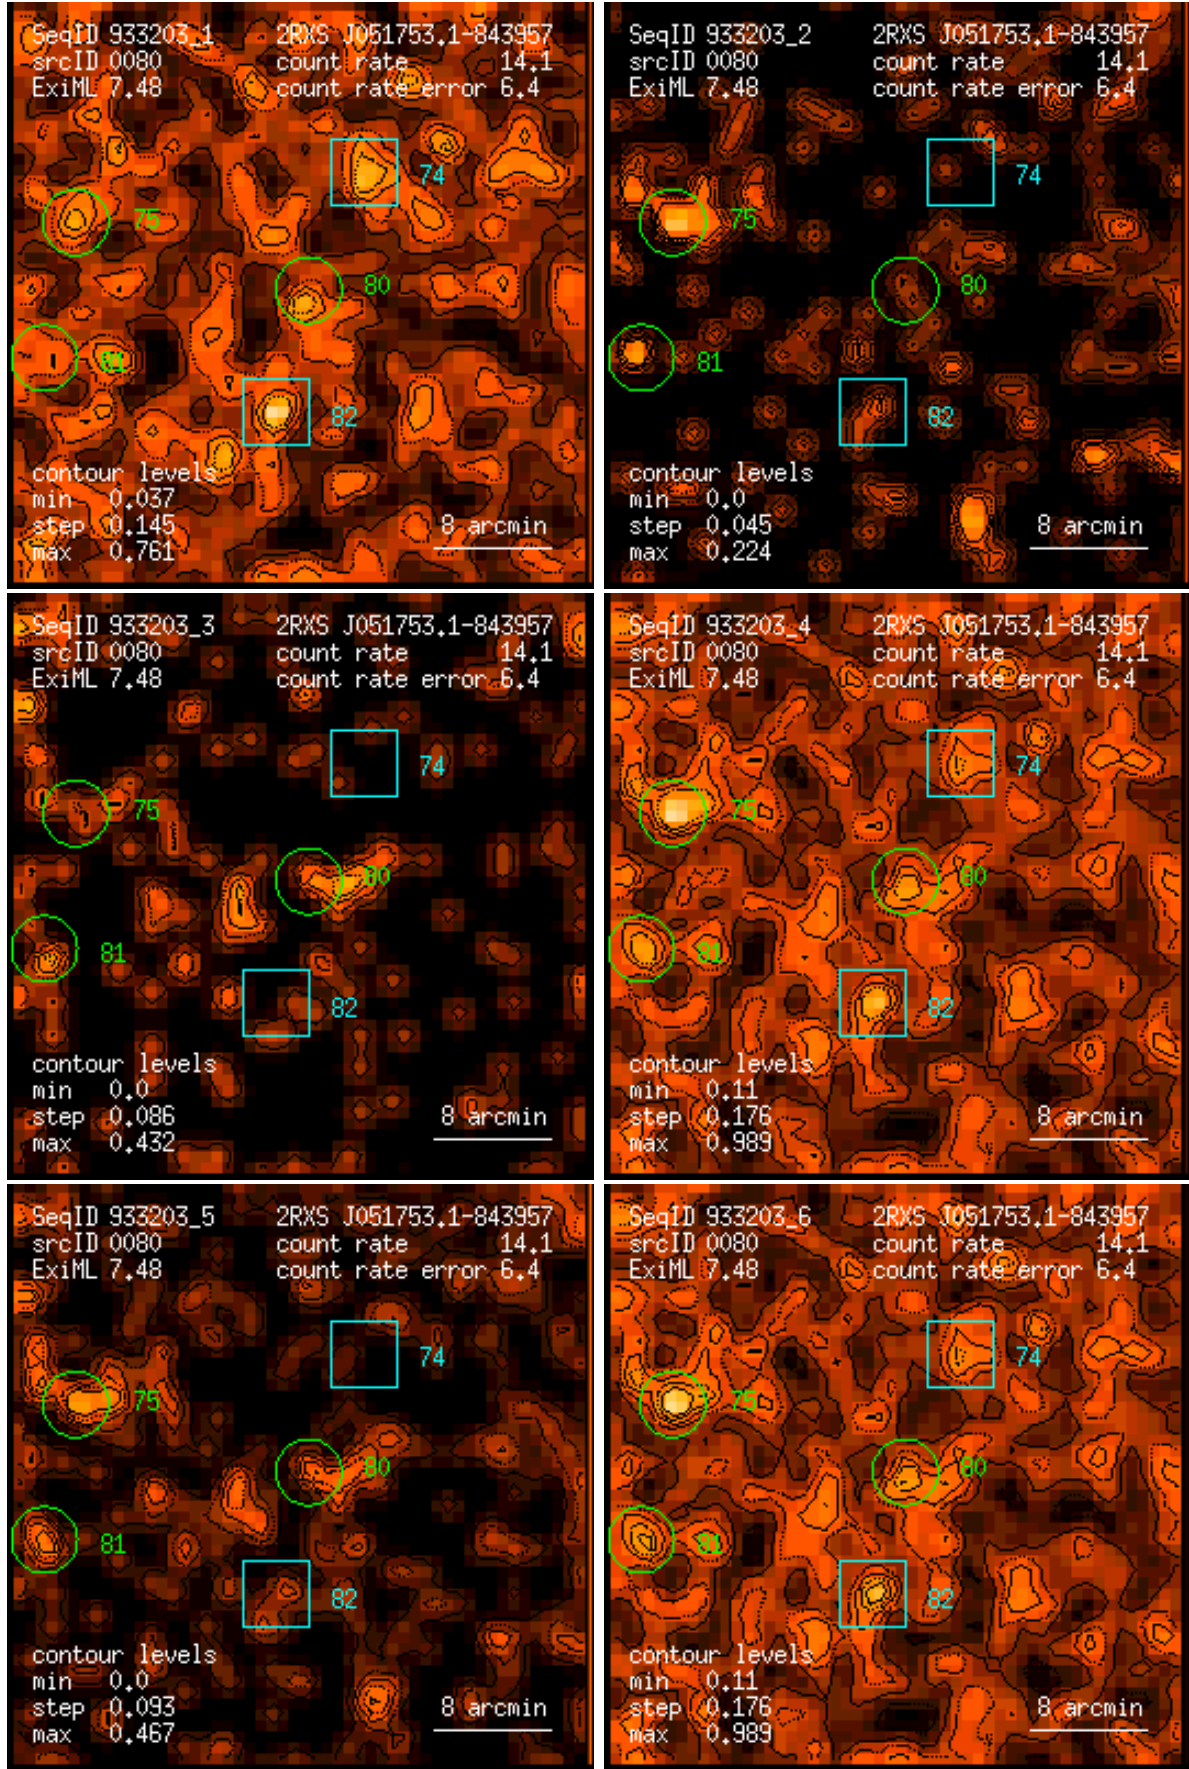 SeqID 933203_1 2RXS J051753.1-843957
srcID 0080 count rate 14.1
ExiML 7.48 count rate error 6.4
74
75
80
81
82
contour levels
min 0.037
step 0.145 8 arcmin
max 0.761
SeqID 933203_2 2RXS J051753.1-843957
srcID 0080 count rate 14.1
ExiML 7.48 count rate error 6.4
74
75
80
81
82
contour levels
min 0.0
step 0.045 8 arcmin
max 0.224
SeqID 933203_3 2RXS J051753.1-843957
srcID 0080 count rate 14.1
ExiML 7.48 count rate error 6.4
74
75
80
81
82
contour levels
min 0.0
step 0.086 8 arcmin
max 0.432
SeqID 933203_4 2RXS J051753.1-843957
srcID 0080 count rate 14.1
ExiML 7.48 count rate error 6.4
74
75
80
81
82
contour levels
min 0.11
step 0.176 8 arcmin
max 0.989
SeqID 933203_5 2RXS J051753.1-843957
srcID 0080 count rate 14.1
ExiML 7.48 count rate error 6.4
74
75
80
81
82
contour levels
min 0.0
step 0.093 8 arcmin
max 0.467
SeqID 933203_6 2RXS J051753.1-843957
srcID 0080 count rate 14.1
ExiML 7.48 count rate error 6.4
74
75
80
81
82
contour levels
min 0.11
step 0.176 8 arcmin
max 0.989